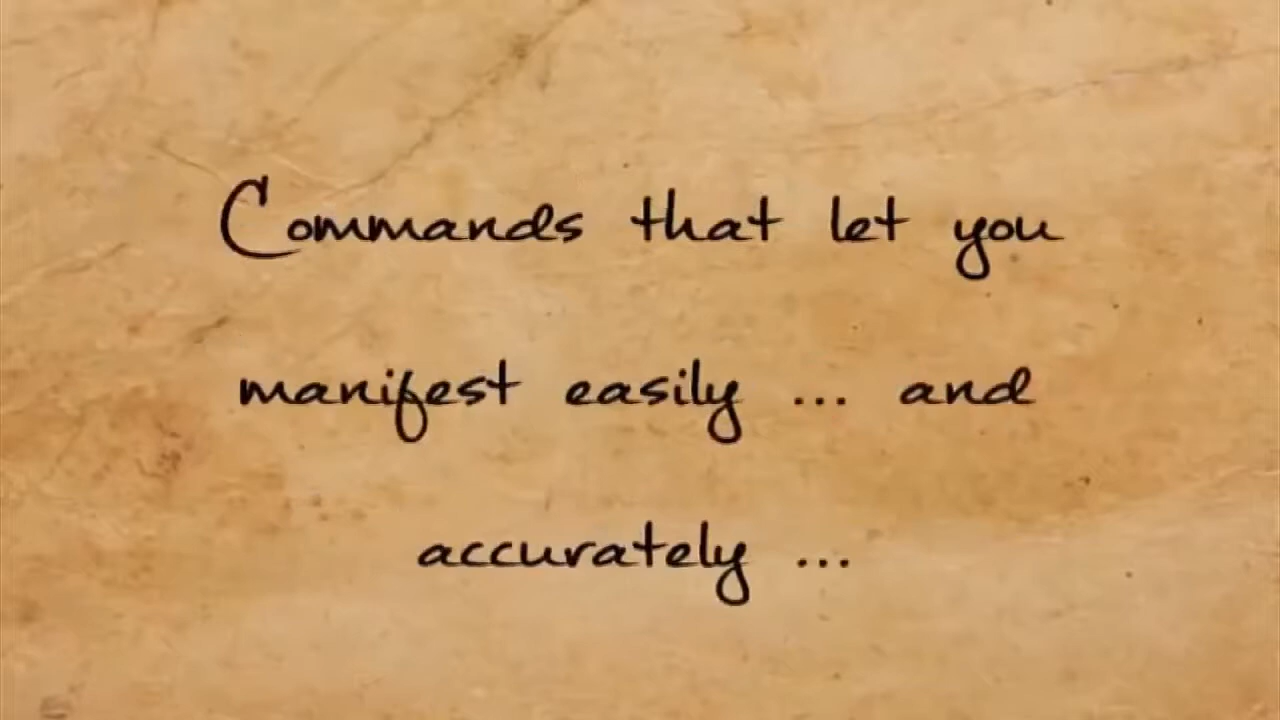 Commands that let you
manifest easily ... and
accurately ...